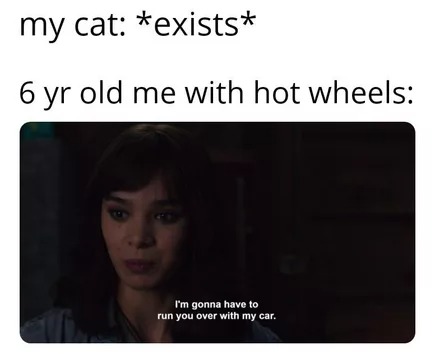 my cat: *exists*
6 yr old me with hot wheels:
I'm gonna have to
run you over with my car.